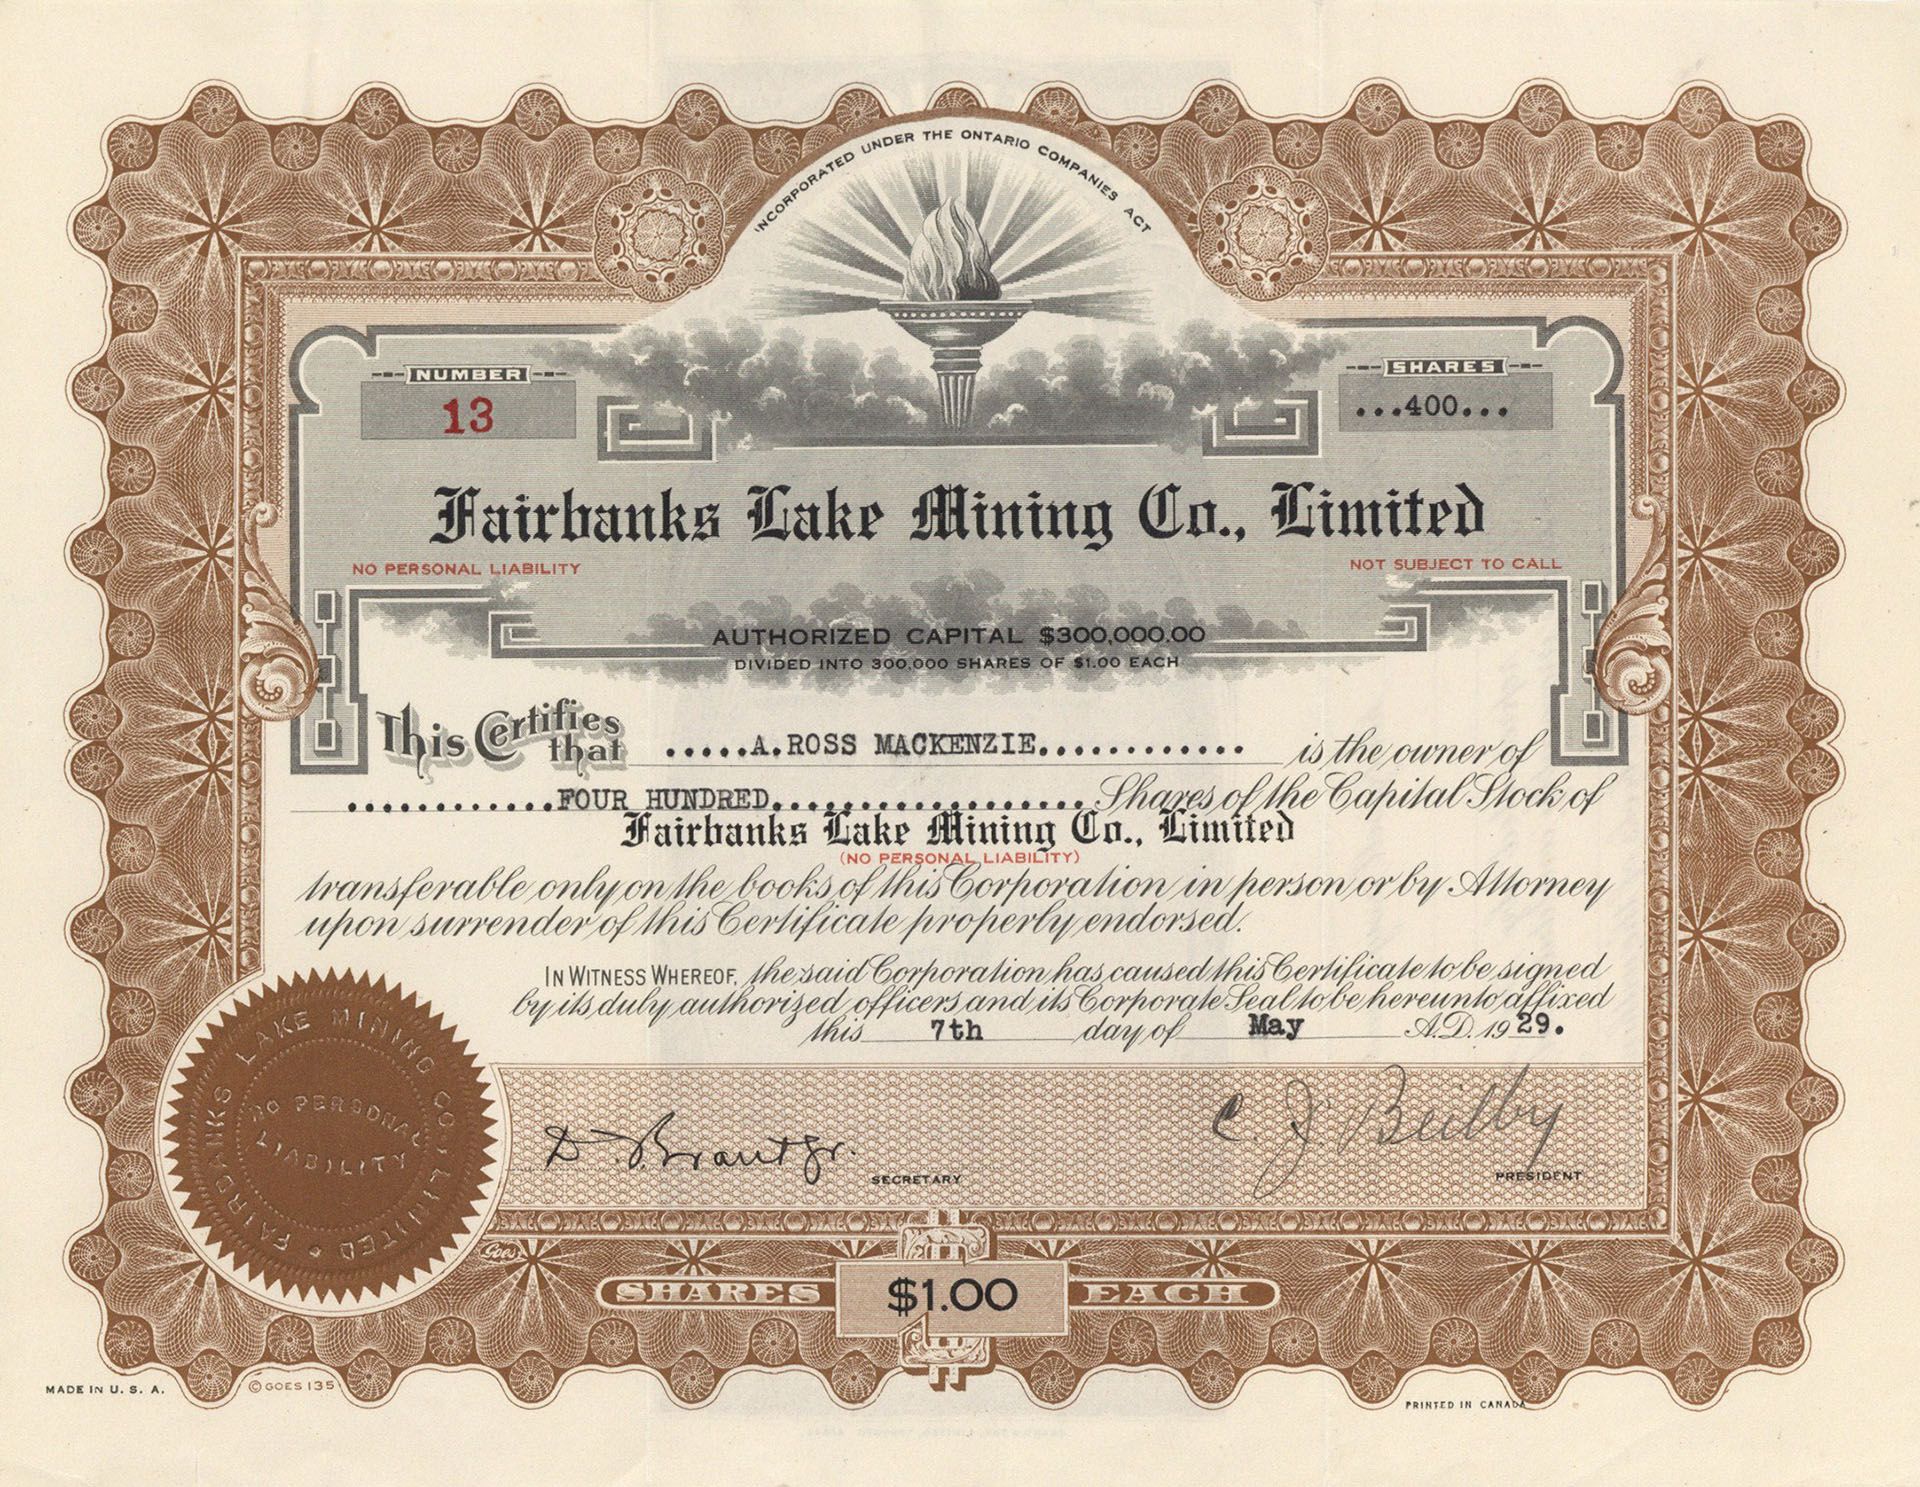 INCORPORATED UNDER THE ONTARIO COMPANIES ACT
NUMBER
13
SHARES
...400...
Fairbanks Lake Mining Co., Limited
NO PERSONAL LIABILITY
NOT SUBJECT TO CALL
AUTHORIZED CAPITAL $300,000.00
DIVIDED INTO 300,000 SHARES OF $1.00 EACH
This Certifies that .....A.ROSS MACKENZIE............ is the owner of
............FOUR HUNDRED.................. Shares of the Capital Stock of
Fairbanks Lake Mining Co., Limited
(NO PERSONAL LIABILITY)
transferable only on the books of this Corporation in person or by Attorney
upon surrender of this Certificate properly endorsed.
IN WITNESS WHEREOF, the said Corporation has caused this Certificate to be signed
by its duly authorized officers and its Corporate Seal to be hereunto affixed
this 7th day of May A.D. 1929.
FAIRBANKS LAKE MINING CO., LIMITED
NO PERSONAL
LIABILITY
D. Brant Jr.
SECRETARY
C. J. Beilby
PRESIDENT
Goes
SHARES $1.00 EACH
MADE IN U. S. A.
© GOES 135
PRINTED IN CANADA